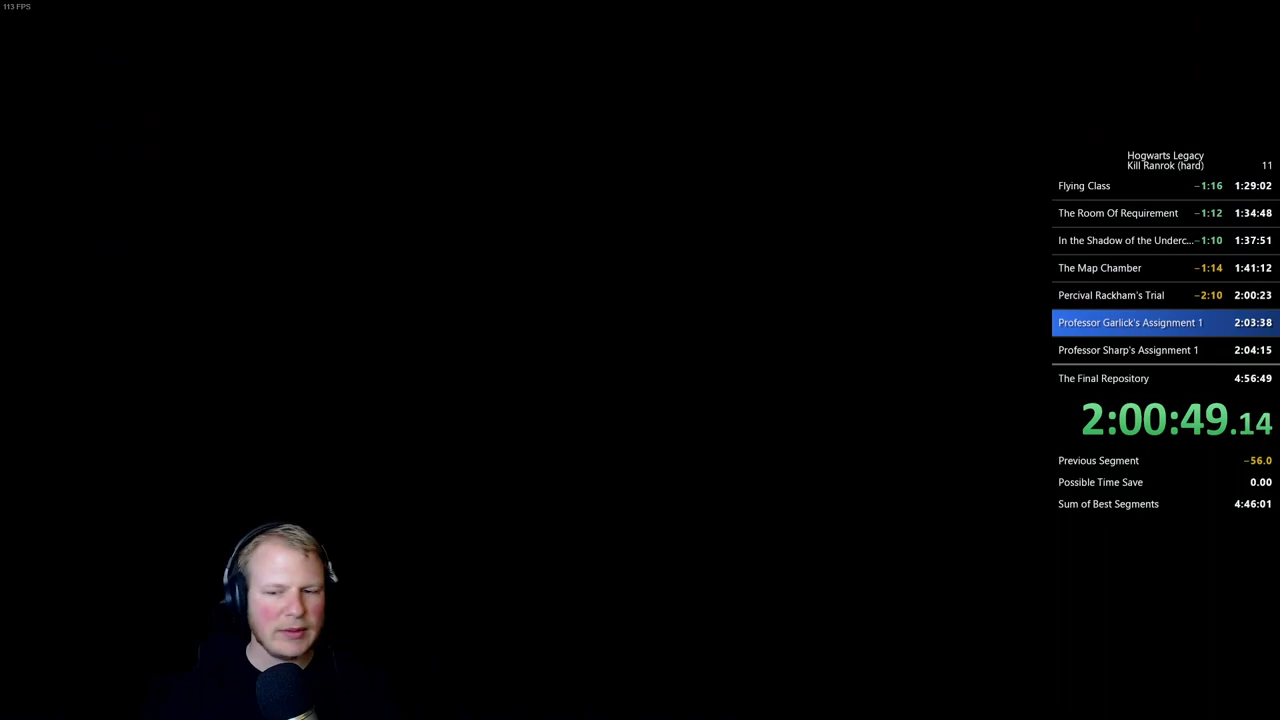 113 FPS
Hogwarts Legacy
Kill Ranrok (hard) 11
Flying Class −1:16 1:29:02
The Room Of Requirement −1:12 1:34:48
In the Shadow of the Underc... −1:10 1:37:51
The Map Chamber −1:14 1:41:12
Percival Rackham's Trial −2:10 2:00:23
Professor Garlick's Assignment 1 2:03:38
Professor Sharp's Assignment 1 2:04:15
The Final Repository 4:56:49
2:00:49.14
Previous Segment −56.0
Possible Time Save 0.00
Sum of Best Segments 4:46:01